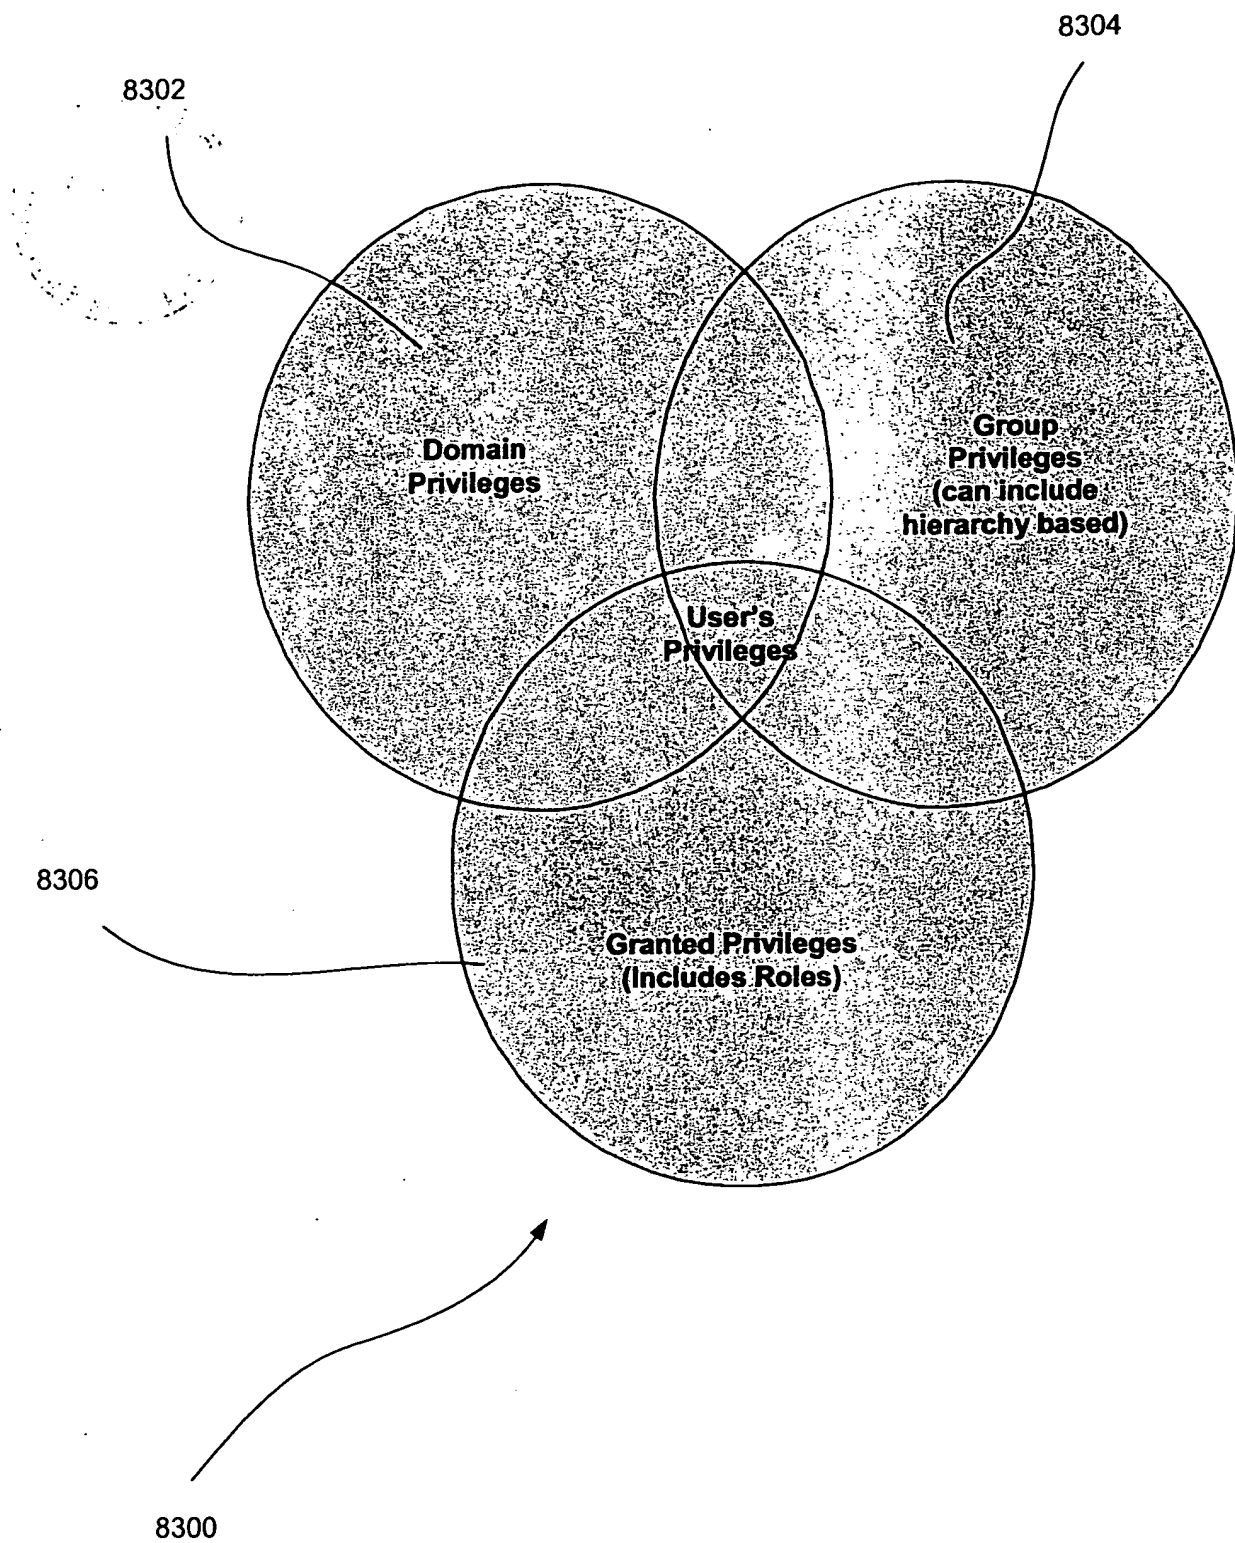 8304
8302
Domain
Privileges
Group
Privileges
(can include
hierarchy based)
User's
Privileges
8306
Granted Privileges
(Includes Roles)
8300